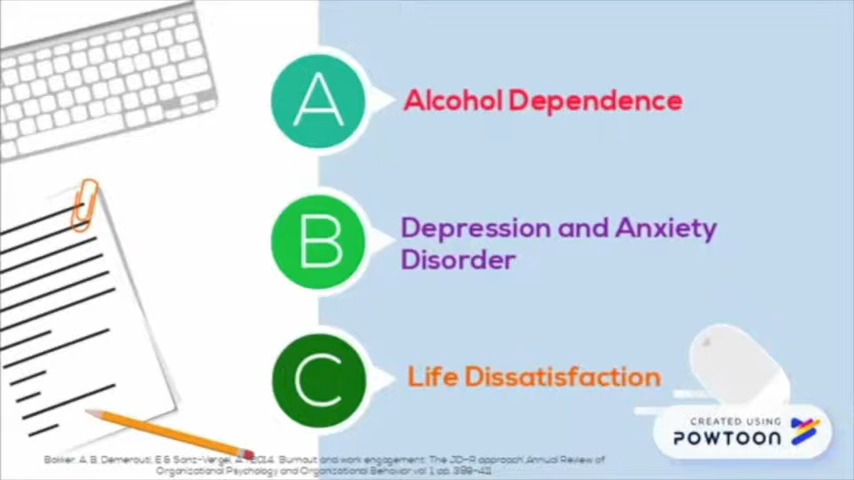 A
Alcohol Dependence
B
Depression and Anxiety
Disorder
C
Life Dissatisfaction
CREATED USING
POWTOON
Bakker, A. B, Demerouti, E & Sanz-Vergel, A 2014, 'Burnout and work engagement: The JD-R approach', Annual Review of
Organizational Psychology and Organizational Behavior, vol 1, pp. 389-411